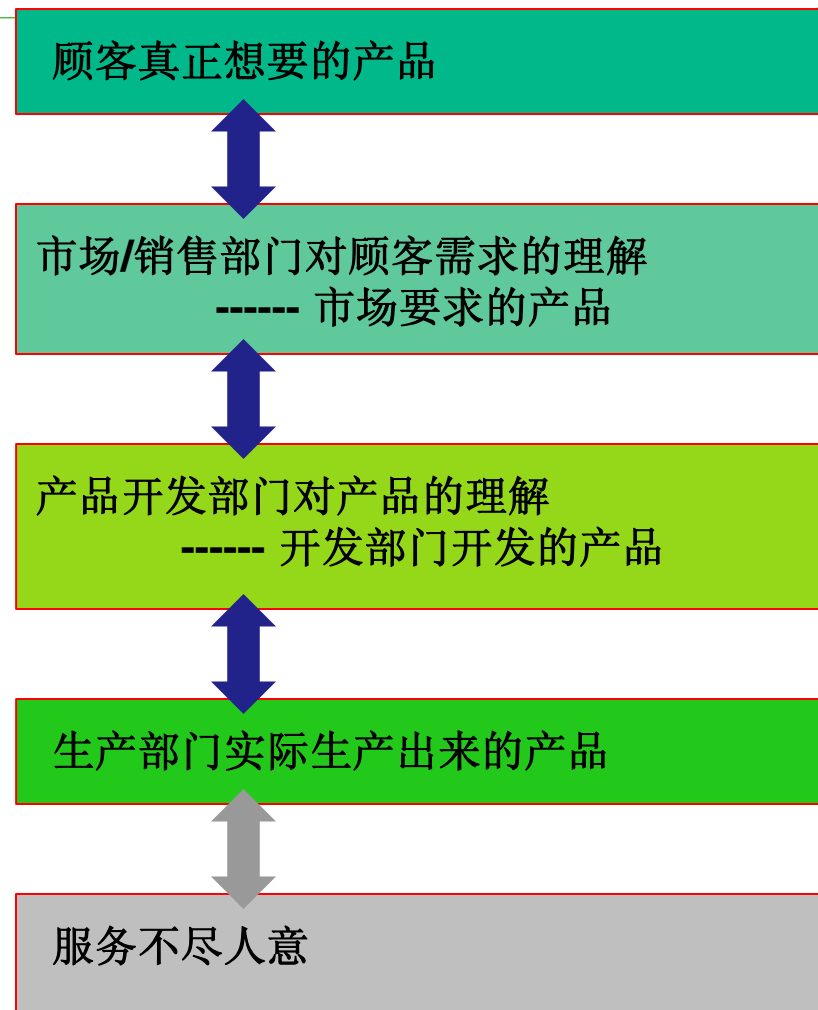 顾客真正想要的产品
市场/销售部门对顾客需求的理解
------ 市场要求的产品
产品开发部门对产品的理解
------ 开发部门开发的产品
生产部门实际生产出来的产品
服务不尽人意